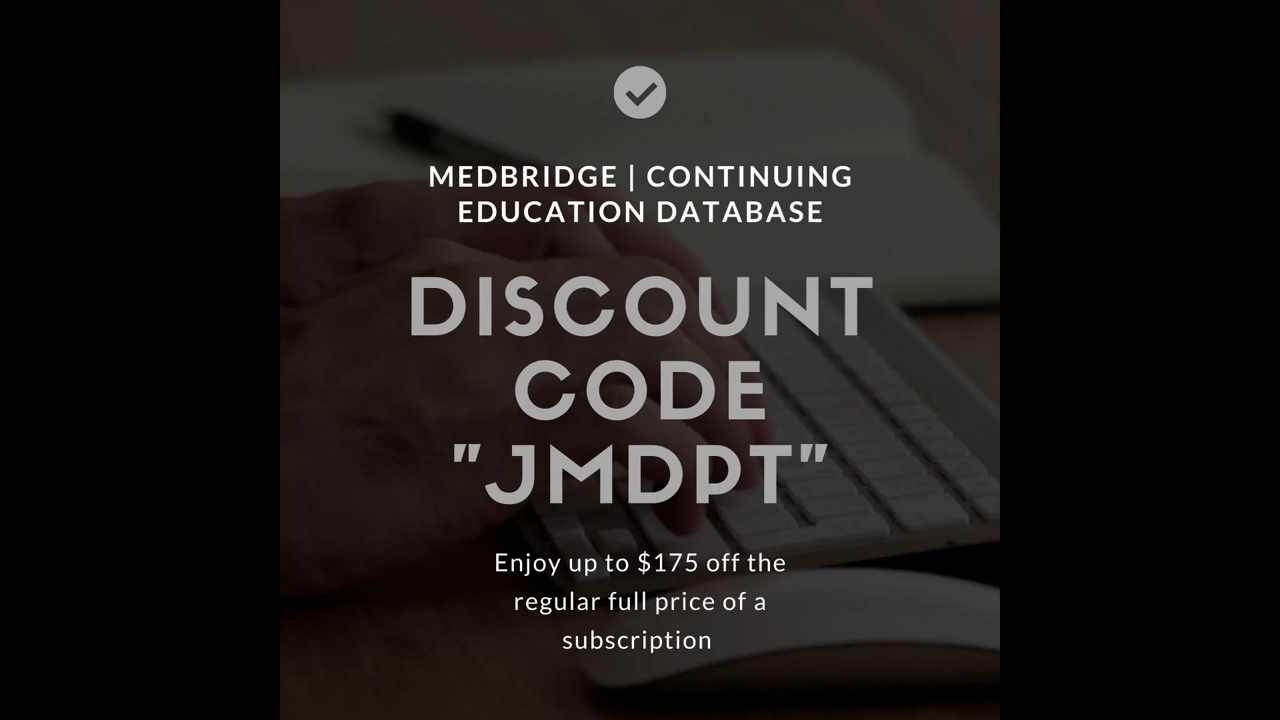 MEDBRIDGE | CONTINUING
EDUCATION DATABASE
DISCOUNT
CODE
"JMDPT"
Enjoy up to $175 off the
regular full price of a
subscription